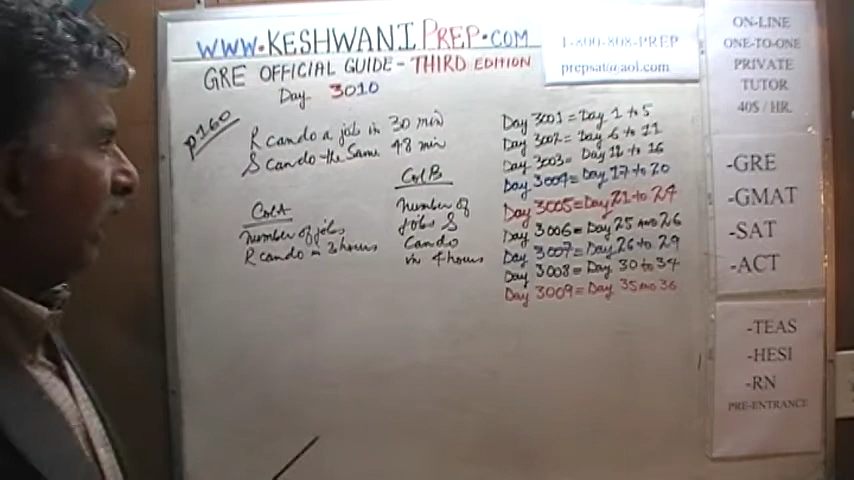 WWW.KESHWANIPREP.COM
GRE OFFICIAL GUIDE - THIRD EDITION
Day 3010
1-800-808-PREP
prepsat@aol.com
P160
R can do a job in 30 min
S can do the same 48 min
Col A
Number of jobs
R can do in 3 hours
Col B
Number of
jobs S
can do
in 4 hours
Day 3001 = Day 1 to 5
Day 3002 = Day 6 to 11
Day 3003 = Day 12 to 16
Day 3004 = Day 17 to 20
Day 3005 = Day 21 to 24
Day 3006 = Day 25 AND 26
Day 3007 = Day 26 to 29
Day 3008 = Day 30 to 34
Day 3009 = Day 35 AND 36
ON-LINE
ONE-TO-ONE
PRIVATE
TUTOR
40$ / HR.
-GRE
-GMAT
-SAT
-ACT
-TEAS
-HESI
-RN
PRE-ENTRANCE